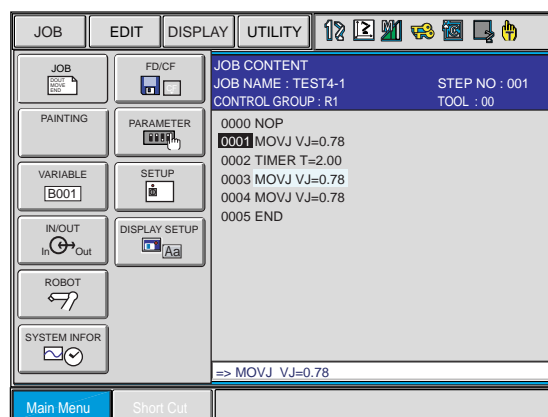 JOB EDIT DISPLAY UTILITY
JOB
DOUT
MOVE
END
FD/CF
PAINTING
PARAMETER
VARIABLE
B001
SETUP
IN/OUT
In Out
DISPLAY SETUP
Aa
ROBOT
SYSTEM INFOR
JOB CONTENT
JOB NAME : TEST4-1 STEP NO : 001
CONTROL GROUP : R1 TOOL : 00
0000 NOP
0001 MOVJ VJ=0.78
0002 TIMER T=2.00
0003 MOVJ VJ=0.78
0004 MOVJ VJ=0.78
0005 END
=> MOVJ VJ=0.78
Main Menu Short Cut